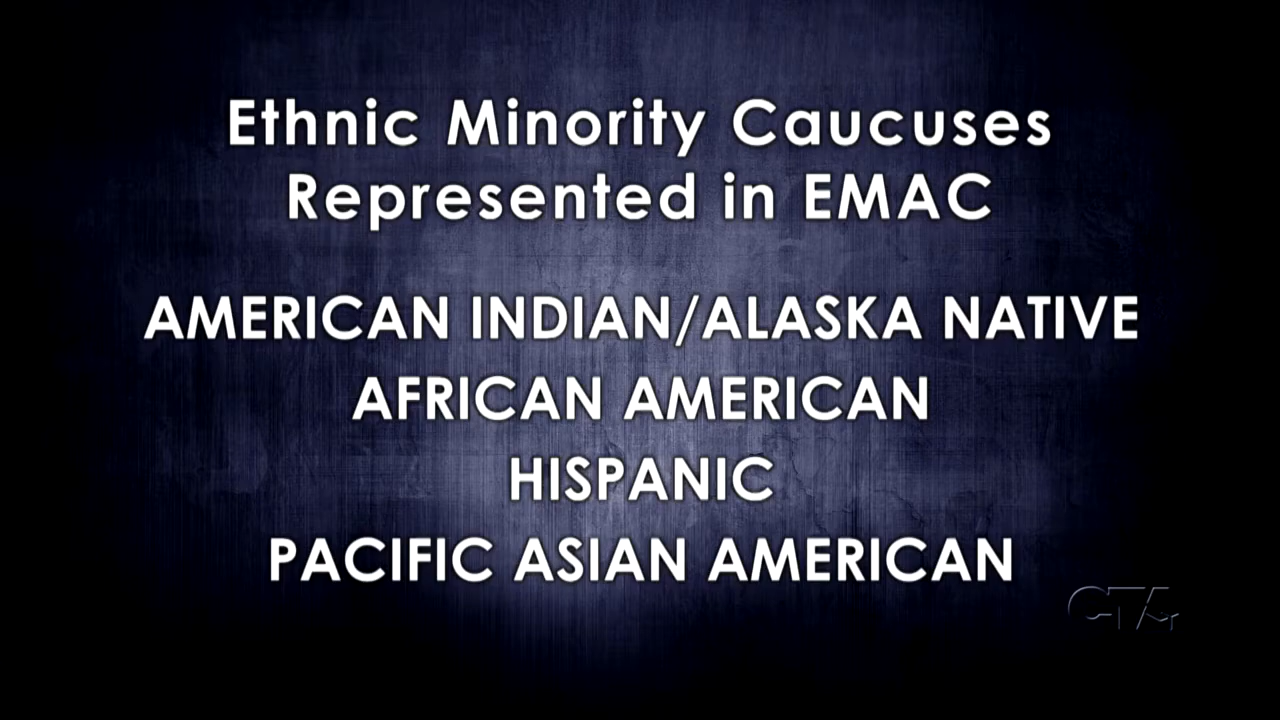 Ethnic Minority Caucuses
Represented in EMAC
AMERICAN INDIAN/ALASKA NATIVE
AFRICAN AMERICAN
HISPANIC
PACIFIC ASIAN AMERICAN
CTA